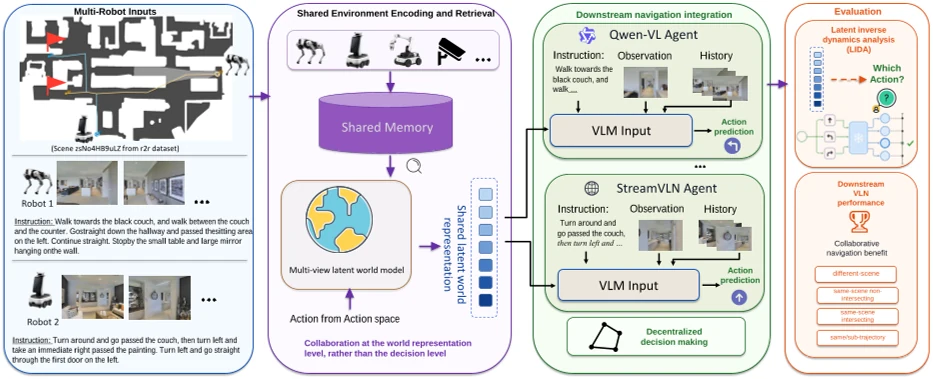 Multi-Robot Inputs
(Scene zsNo4HB9uLZ from r2r dataset)
Robot 1
...
Instruction: Walk towards the black couch, and walk between the couch
and the counter. Gostraight down the hallway and passed thesitting area
on the left. Continue straight. Stopby the small table and large mirror
hanging onthe wall.
Robot 2
...
Instruction: Turn around and go passed the couch, then turn left and
take an immediate right passed the painting. Turn left and go straight
through the first door on the left.
Shared Environment Encoding and Retrieval
...
Shared Memory
Multi-view latent world model
Shared latent world
representation
Action from Action space
Collaboration at the world representation
level, rather than the decision level
Downstream navigation integration
Qwen-VL Agent
Instruction:
Observation
History
Walk towards the
black couch, and
walk.....
VLM Input
Action
prediction
...
StreamVLN Agent
Instruction:
Observation
History
Turn around and
go passed the couch,
then turn left and ...
VLM Input
Action
prediction
Decentralized
decision making
Evaluation
Latent inverse
dynamics analysis
(LIDA)
Which
Action?
?
Downstream
VLN
performance
Collaborative
navigation benefit
different-scene
same-scene non-
intersecting
same-scene
intersecting
same/sub-trajectory